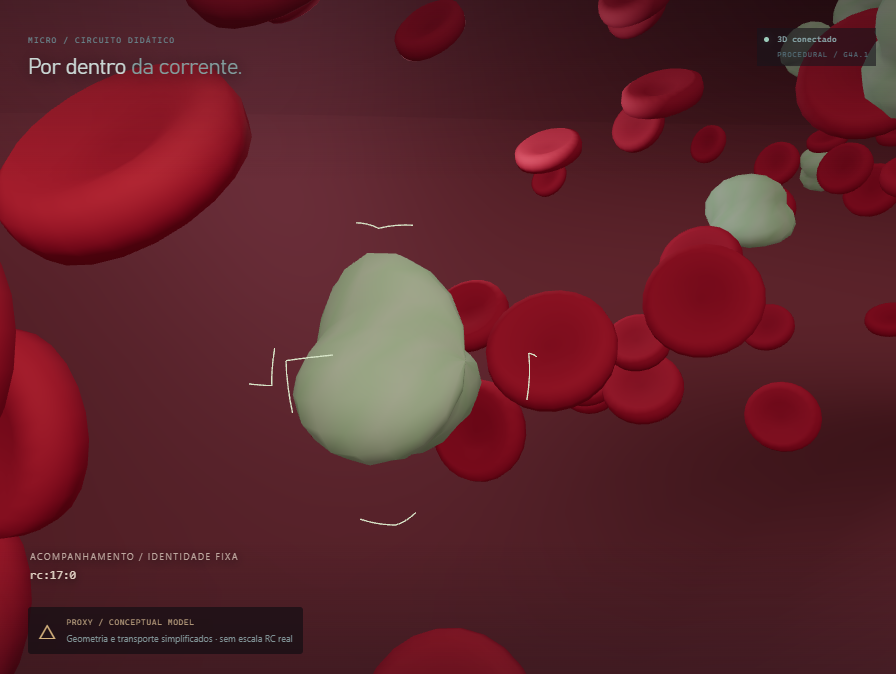 MICRO / CIRCUITO DIDÁTICO
Por dentro da corrente.
3D conectado
PROCEDURAL / G4A.1
ACOMPANHAMENTO / IDENTIDADE FIXA
rc:17:0
PROXY / CONCEPTUAL MODEL
Geometria e transporte simplificados · sem escala RC real